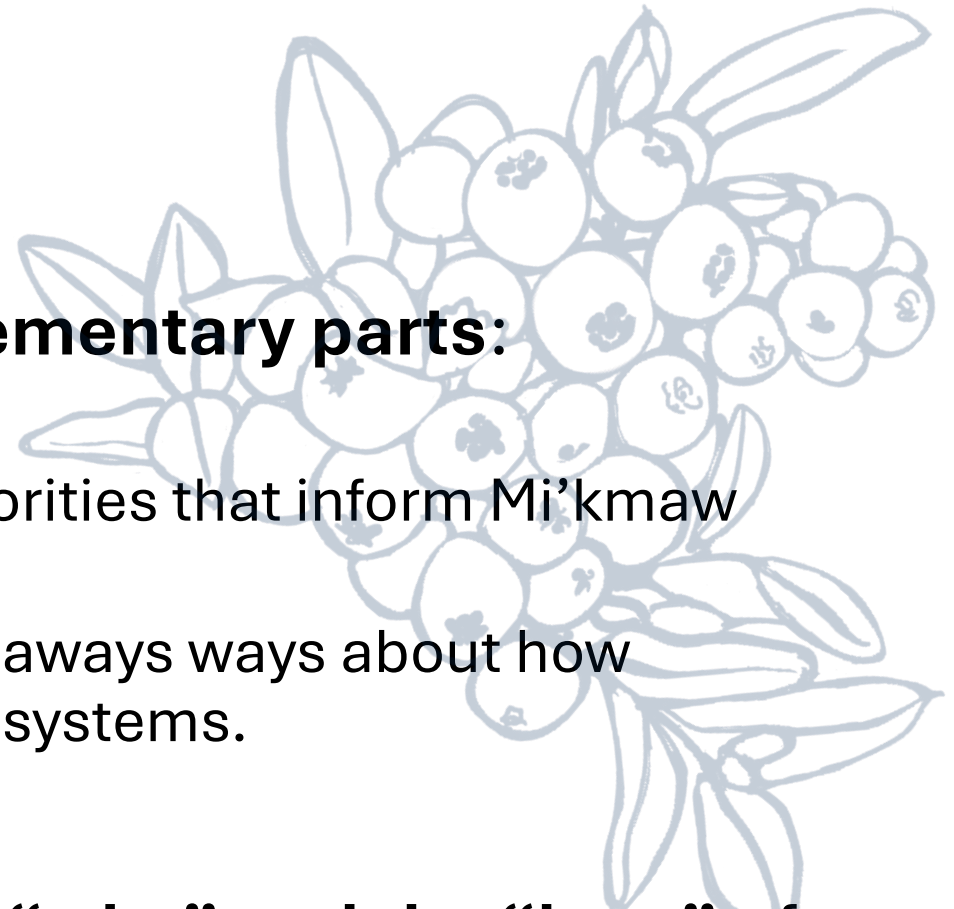 ementary parts:
orities that inform Mi’kmaw
aways ways about how
systems.